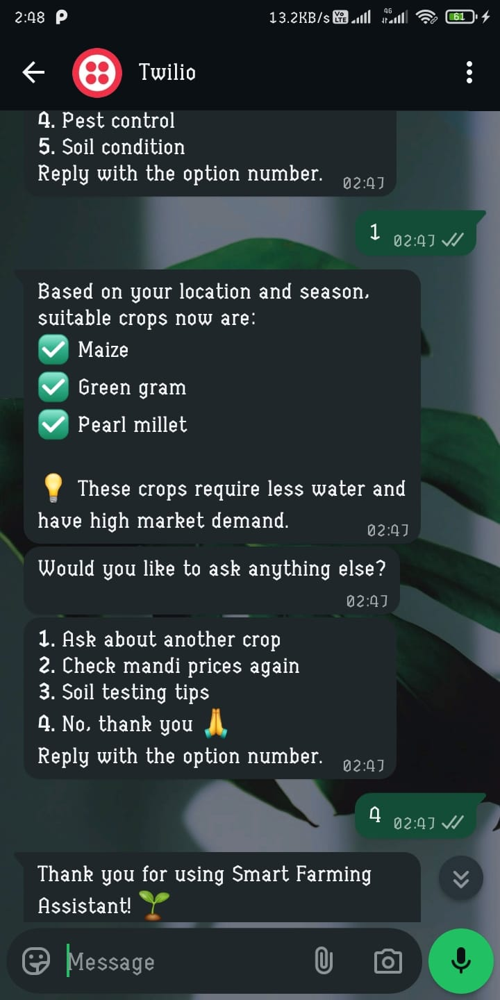 2:48
13.2KB/s
Vo LTE
4G
61
Twilio
4. Pest control
5. Soil condition
Reply with the option number.
02:47
1
02:47
Based on your location and season,
suitable crops now are:
✅ Maize
✅ Green gram
✅ Pearl millet
💡 These crops require less water and
have high market demand.
02:47
Would you like to ask anything else?
02:47
1. Ask about another crop
2. Check mandi prices again
3. Soil testing tips
4. No, thank you 🙏
Reply with the option number.
02:47
4
02:47
Thank you for using Smart Farming
Assistant! 🌱
Message